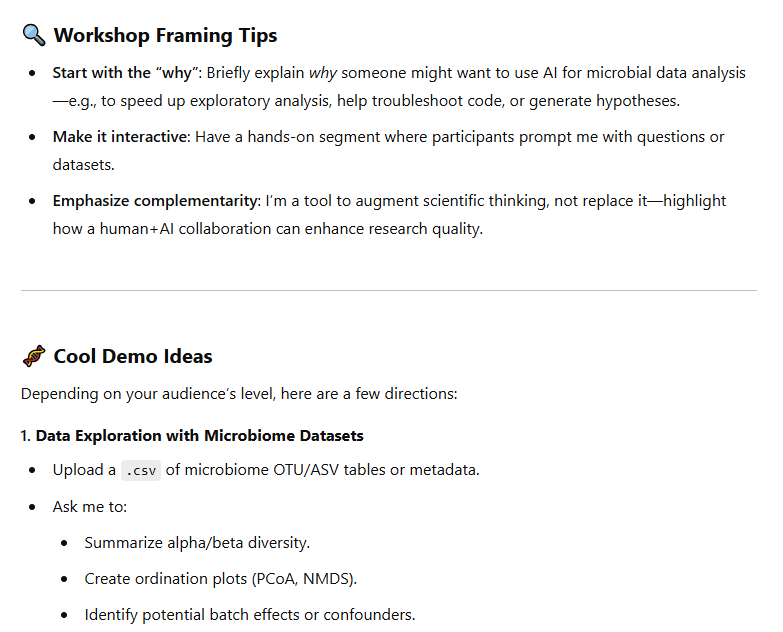 Workshop Framing Tips
Start with the “why”: Briefly explain why someone might want to use AI for microbial data analysis
—e.g., to speed up exploratory analysis, help troubleshoot code, or generate hypotheses.
Make it interactive: Have a hands-on segment where participants prompt me with questions or
datasets.
Emphasize complementarity: I’m a tool to augment scientific thinking, not replace it—highlight
how a human+AI collaboration can enhance research quality.
Cool Demo Ideas
Depending on your audience’s level, here are a few directions:
1. Data Exploration with Microbiome Datasets
Upload a .csv of microbiome OTU/ASV tables or metadata.
Ask me to:
Summarize alpha/beta diversity.
Create ordination plots (PCoA, NMDS).
Identify potential batch effects or confounders.